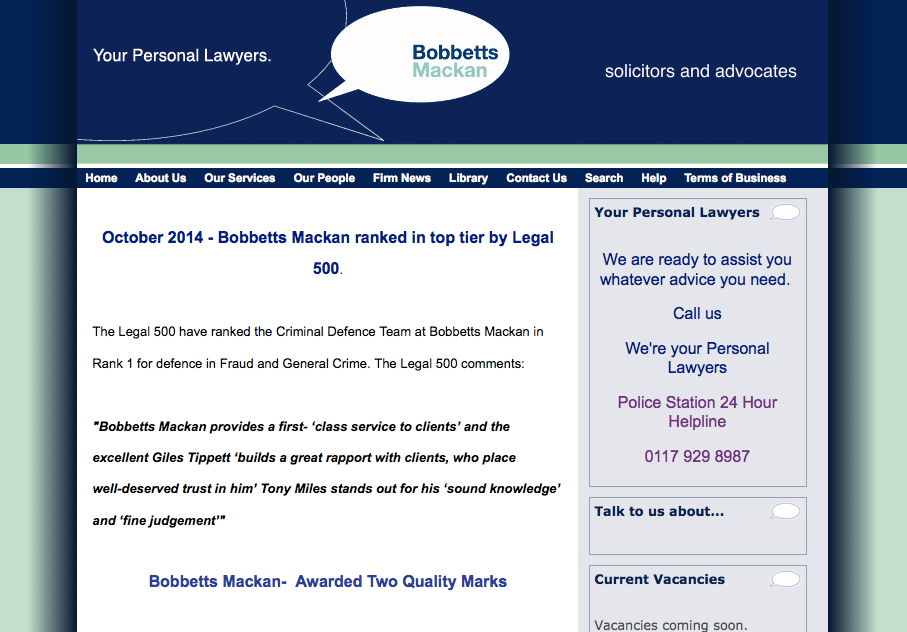 Your Personal Lawyers.
Bobbetts
Mackan
solicitors and advocates
Home About Us Our Services Our People Firm News Library Contact Us Search Help Terms of Business
October 2014 - Bobbetts Mackan ranked in top tier by Legal
500.
The Legal 500 have ranked the Criminal Defence Team at Bobbetts Mackan in
Rank 1 for defence in Fraud and General Crime. The Legal 500 comments:
"Bobbetts Mackan provides a first- ‘class service to clients’ and the
excellent Giles Tippett ‘builds a great rapport with clients, who place
well-deserved trust in him’ Tony Miles stands out for his ‘sound knowledge’
and ‘fine judgement’"
Bobbetts Mackan-  Awarded Two Quality Marks
Your Personal Lawyers
We are ready to assist you
whatever advice you need.
Call us
We're your Personal
Lawyers
Police Station 24 Hour
Helpline
0117 929 8987
Talk to us about...
Current Vacancies
Vacancies coming soon.